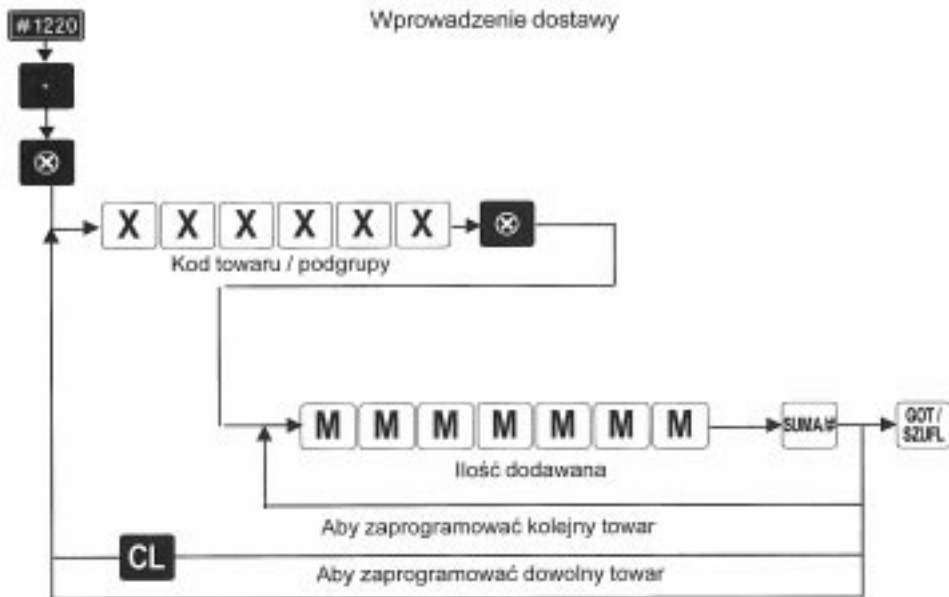 Wprowadzenie dostawy
#1220
.
⊗
X X X X X X ⊗
Kod towaru / podgrupy
M M M M M M M SUMA/# GOT / SZUFL
Ilość dodawana
Aby zaprogramować kolejny towar
CL
Aby zaprogramować dowolny towar